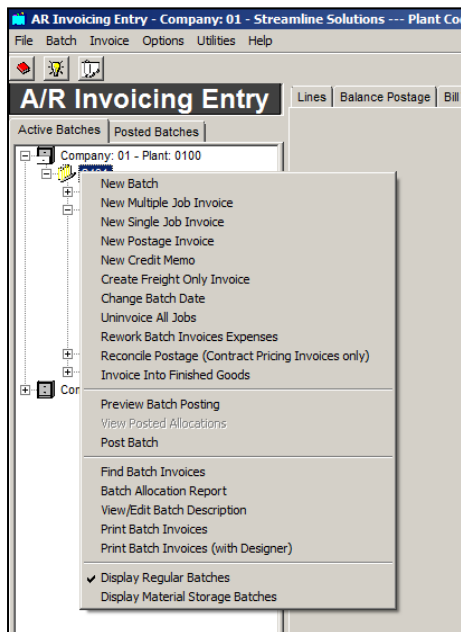 AR Invoicing Entry - Company: 01 - Streamline Solutions --- Plant Co
File Batch Invoice Options Utilities Help
A/R Invoicing Entry
Lines Balance Postage Bill
Active Batches Posted Batches
Company: 01 - Plant: 0100
New Batch
New Multiple Job Invoice
New Single Job Invoice
New Postage Invoice
New Credit Memo
Create Freight Only Invoice
Change Batch Date
Uninvoice All Jobs
Rework Batch Invoices Expenses
Reconcile Postage (Contract Pricing Invoices only)
Invoice Into Finished Goods
Cor
Preview Batch Posting
View Posted Allocations
Post Batch
Find Batch Invoices
Batch Allocation Report
View/Edit Batch Description
Print Batch Invoices
Print Batch Invoices (with Designer)
Display Regular Batches
Display Material Storage Batches